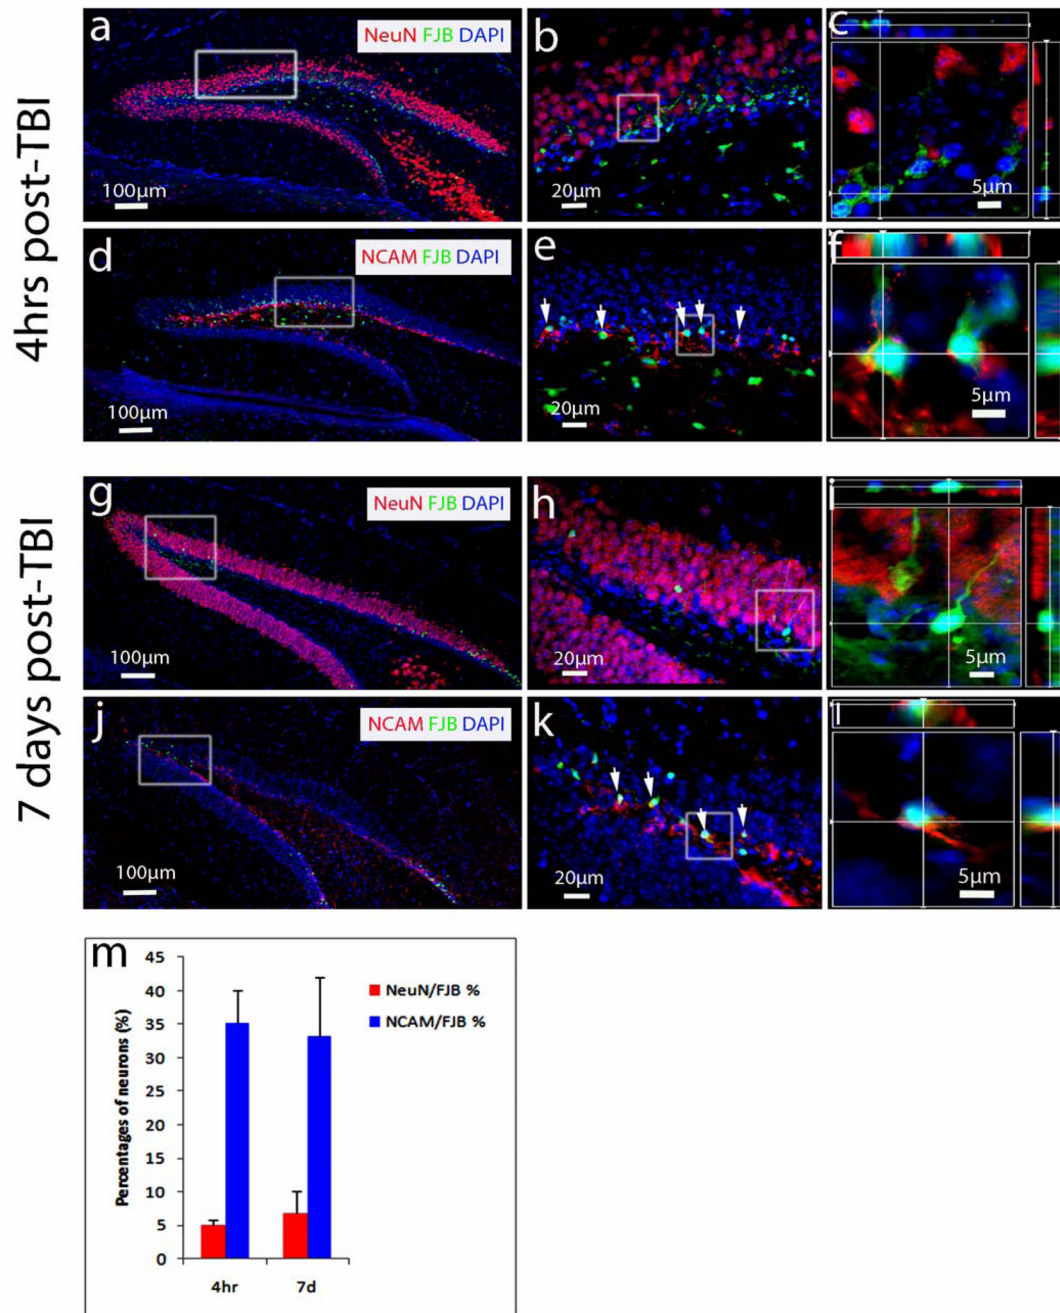 4hrs post-TBI
a
NeuN FJB DAPI
100µm
b
20µm
c
5µm
d
NCAM FJB DAPI
100µm
e
20µm
f
5µm
7 days post-TBI
g
NeuN FJB DAPI
100µm
h
20µm
i
5µm
j
NCAM FJB DAPI
100µm
k
20µm
l
5µm
m
Percentages of neurons (%)
45
40
35
30
25
20
15
10
5
0
4hr
7d
NeuN/FJB %
NCAM/FJB %